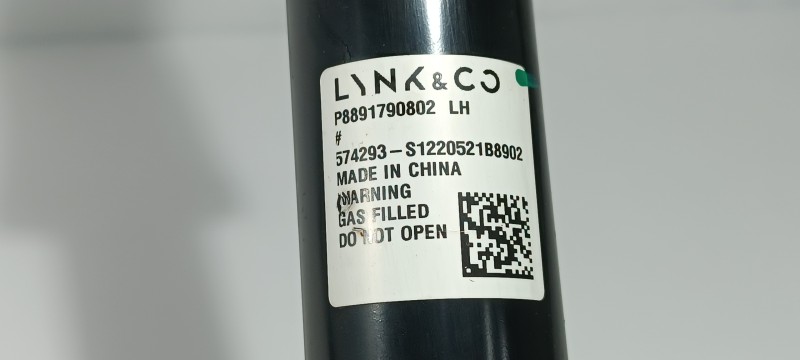 LYNK&CO
P8891790802 LH
#
574293-S1220521B8902
MADE IN CHINA
WARNING
GAS FILLED
DO NOT OPEN